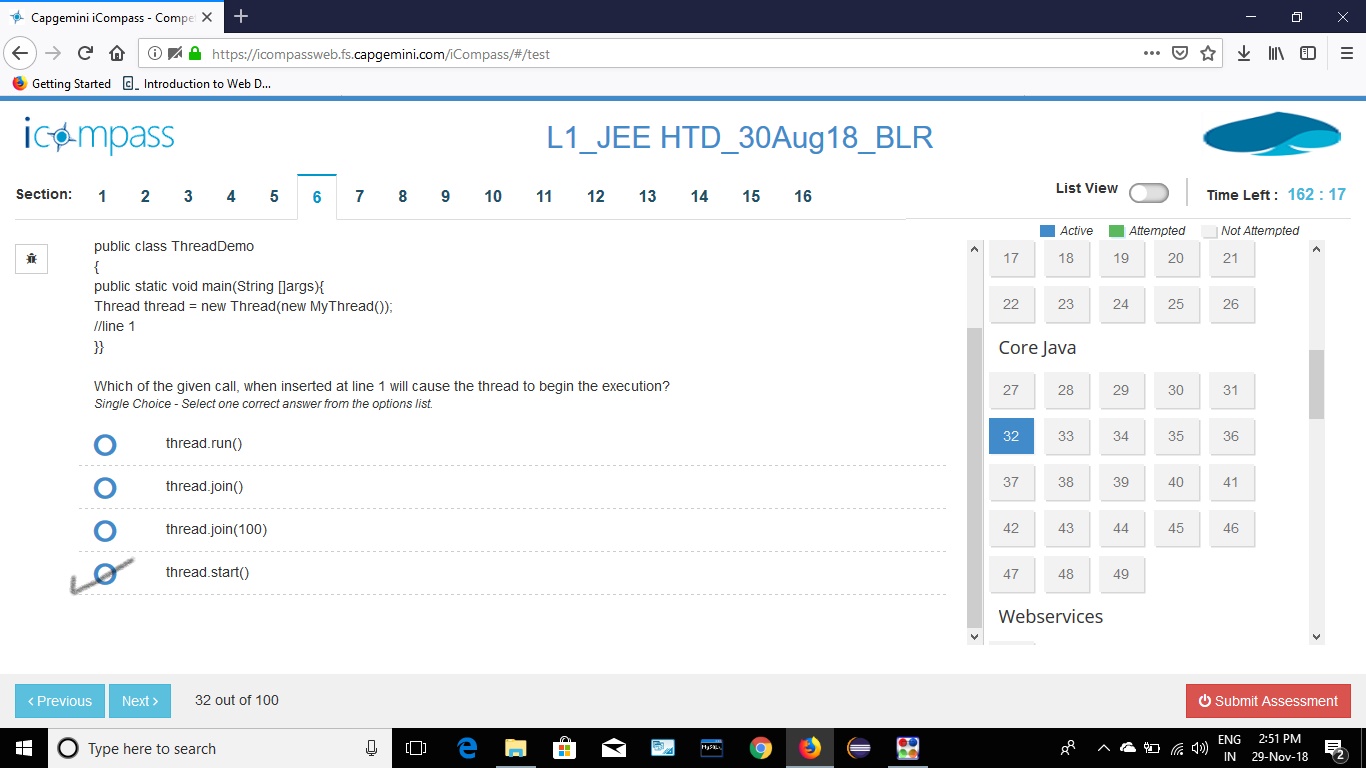 Capgemini iCompass - Compe
https://icompassweb.fs.capgemini.com/iCompass/#/test
Getting Started
Introduction to Web D...
icompass
L1_JEE HTD_30Aug18_BLR
Section: 1 2 3 4 5 6 7 8 9 10 11 12 13 14 15 16
List View
Time Left : 162 : 17
Active Attempted Not Attempted
public class ThreadDemo
{
public static void main(String []args){
Thread thread = new Thread(new MyThread());
//line 1
}}
Which of the given call, when inserted at line 1 will cause the thread to begin the execution?
Single Choice - Select one correct answer from the options list.
thread.run()
thread.join()
thread.join(100)
thread.start()
17 18 19 20 21
22 23 24 25 26
Core Java
27 28 29 30 31
32 33 34 35 36
37 38 39 40 41
42 43 44 45 46
47 48 49
Webservices
< Previous
Next >
32 out of 100
Submit Assessment
Type here to search
MySQL
ENG
IN
2:51 PM
29-Nov-18
2